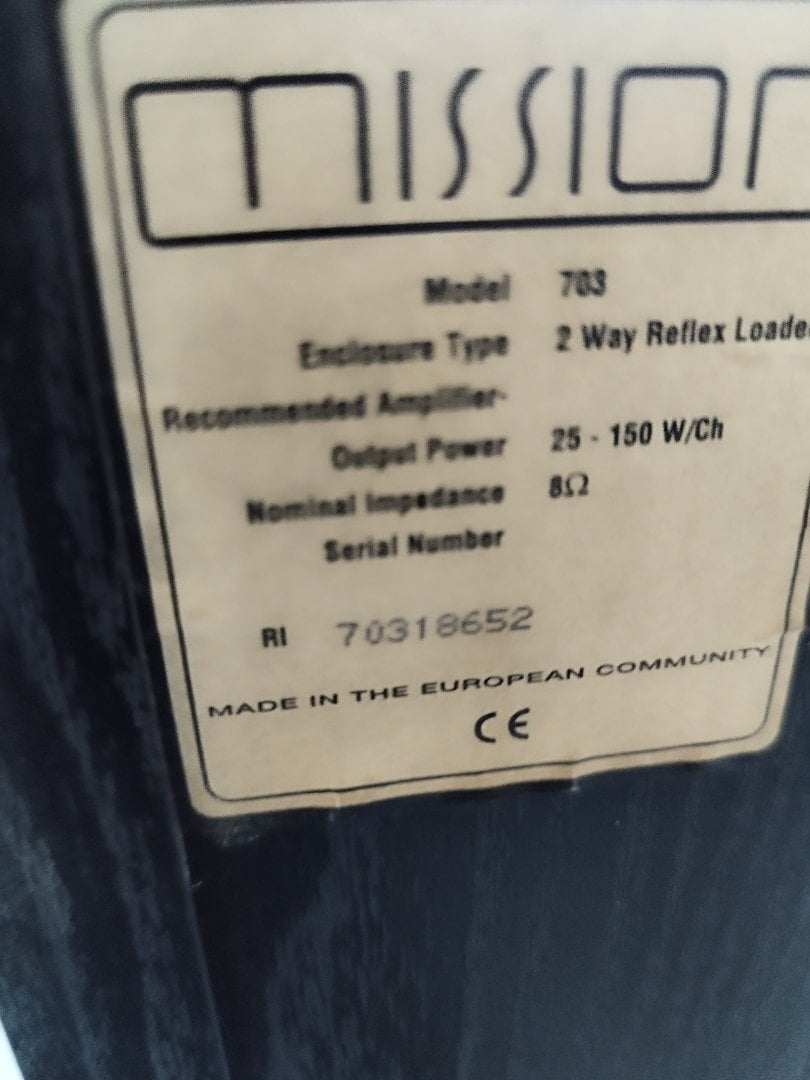 mission
Model 703
Enclosure Type 2 Way Reflex Loade
Recommended Amplifier-
Output Power 25 - 150 W/Ch
Nominal Impedance 8Ω
Serial Number
RI 70318652
MADE IN THE EUROPEAN COMMUNITY
CE